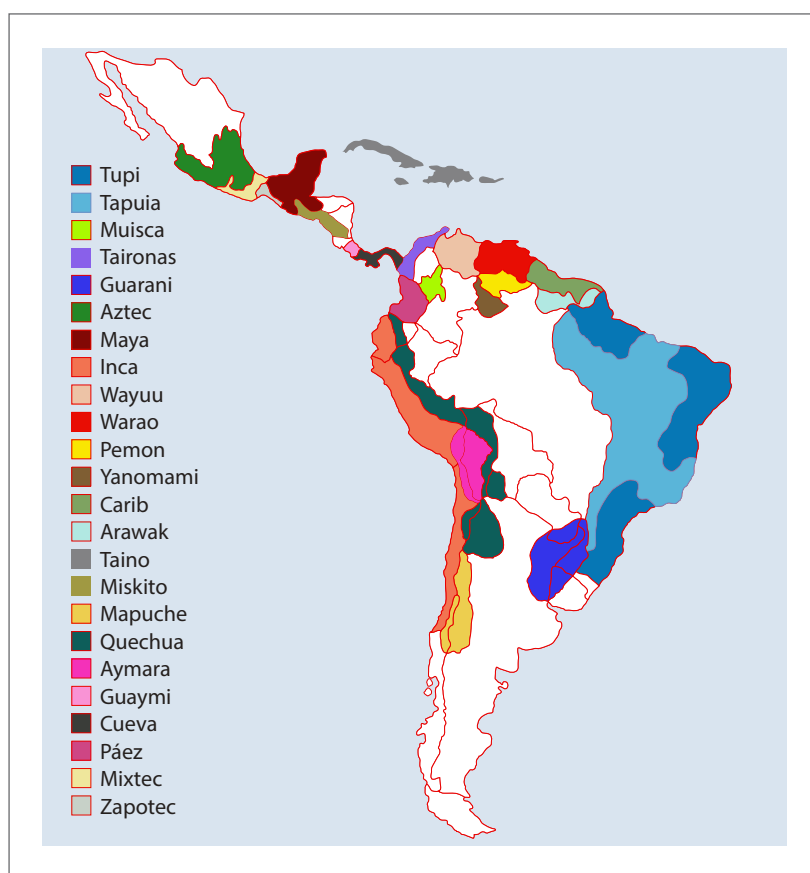 Tupi
Tapuia
Muisca
Taironas
Guarani
Aztec
Maya
Inca
Wayuu
Warao
Pemon
Yanomami
Carib
Arawak
Taino
Miskito
Mapuche
Quechua
Aymara
Guaymi
Cueva
Páez
Mixtec
Zapotec